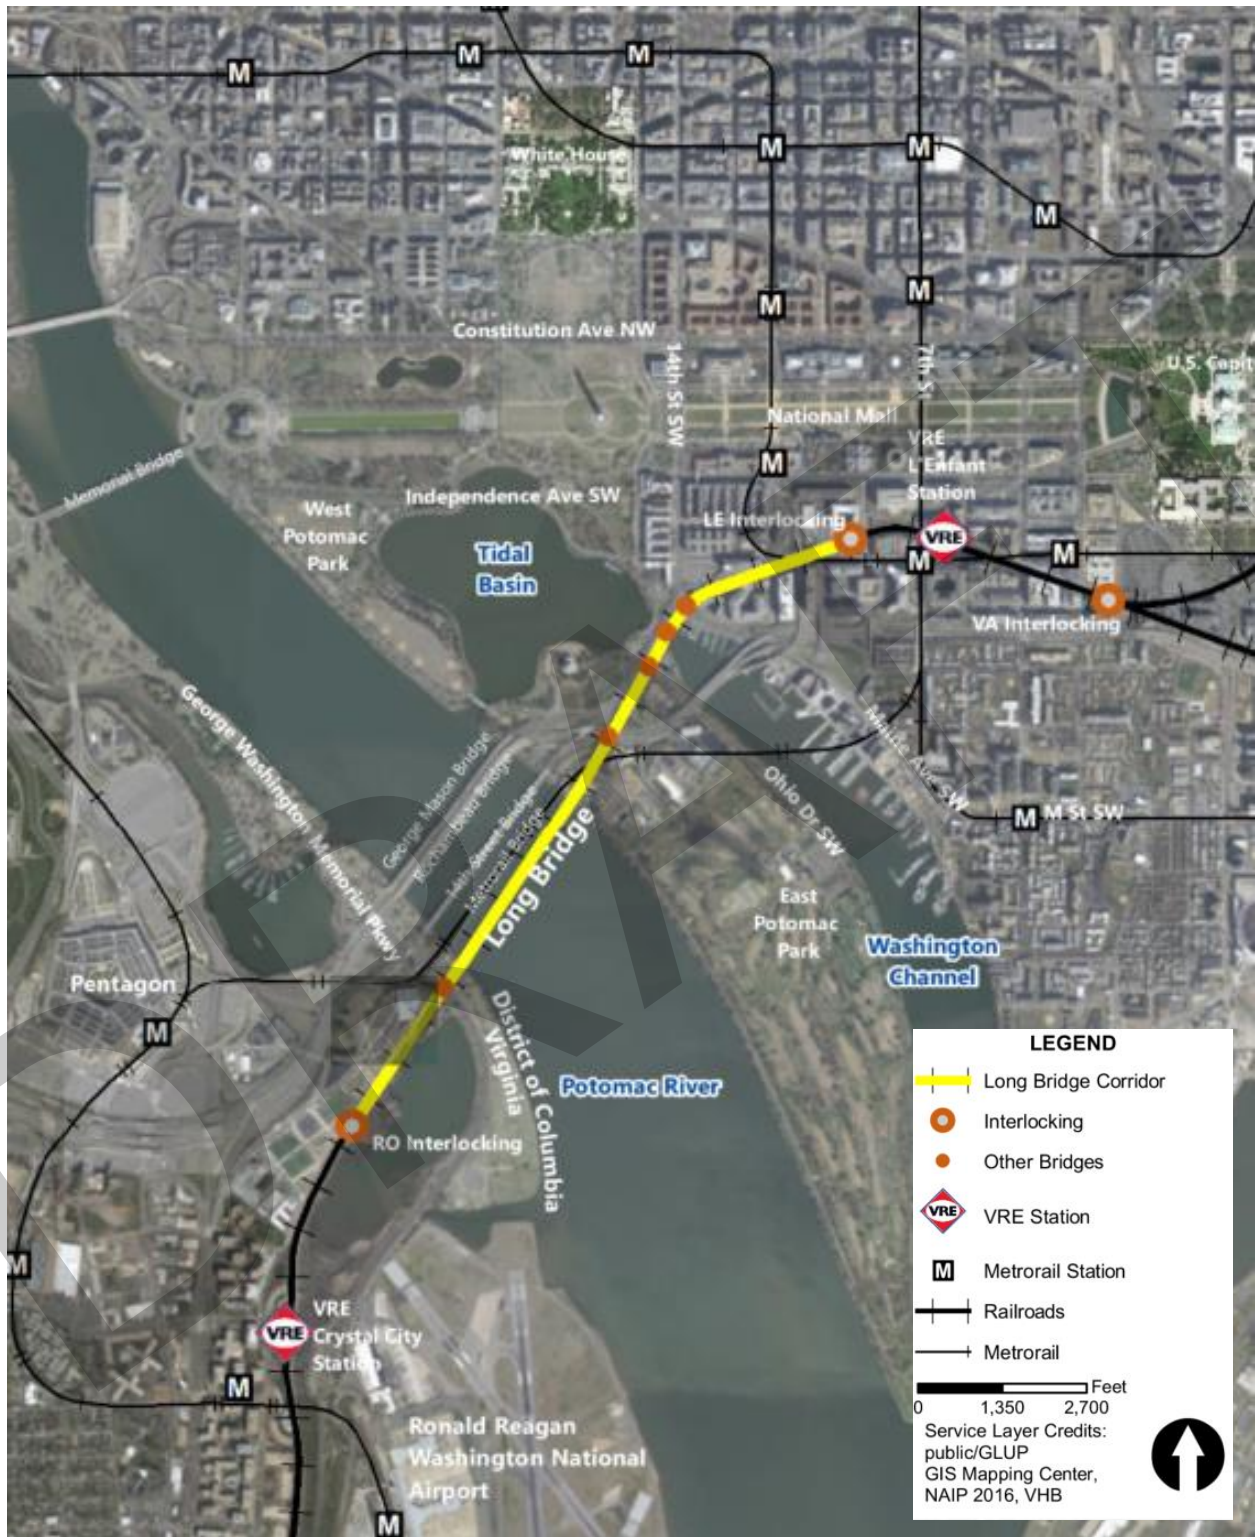 M
M
M
White House
M
M
M
M
M
Constitution Ave NW
14th St SW
7th St
U.S. Capit
National Mall
VRE
L'Enfant
Station
Memorial Bridge
M
Independence Ave SW
West
Potomac
Park
LE Interlocking
Tidal
Basin
VRE
M
M
VA Interlocking
George Washington Memorial Pkwy
George Mason Bridge
Rochambeau Bridge
Long Bridge
Maine Ave SW
Ohio Dr SW
M
M St SW
East
Potomac
Park
Washington
Channel
Pentagon
M
District of Columbia
Virginia
Potomac River
RO Interlocking
M
VRE
VRE
Crystal City
Station
M
Ronald Reagan
Washington National
Airport
M
DRAFT
LEGEND
Long Bridge Corridor
Interlocking
Other Bridges
VRE
VRE Station
M
Metrorail Station
Railroads
Metrorail
Feet
0 1,350 2,700
Service Layer Credits:
public/GLUP
GIS Mapping Center,
NAIP 2016, VHB